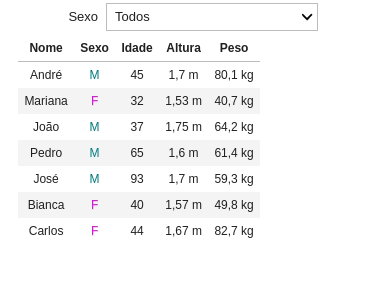 Sexo Todos
Nome Sexo Idade Altura Peso
André M 45 1,7 m 80,1 kg
Mariana F 32 1,53 m 40,7 kg
João M 37 1,75 m 64,2 kg
Pedro M 65 1,6 m 61,4 kg
José M 93 1,7 m 59,3 kg
Bianca F 40 1,57 m 49,8 kg
Carlos F 44 1,67 m 82,7 kg